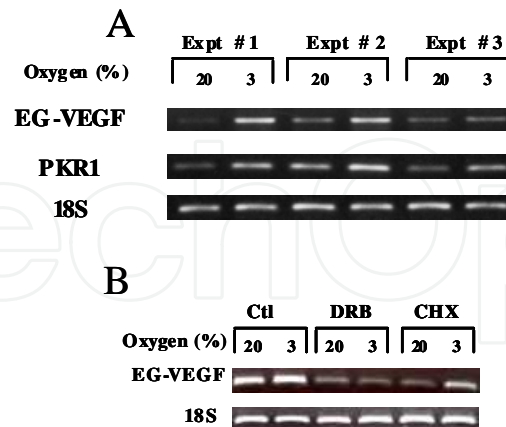 A
Expt #1 Expt #2 Expt #3
Oxygen (%) 20 3 20 3 20 3
EG-VEGF
PKR1
18S
B
Ctl DRB CHX
Oxygen (%) 20 3 20 3 20 3
EG-VEGF
18S